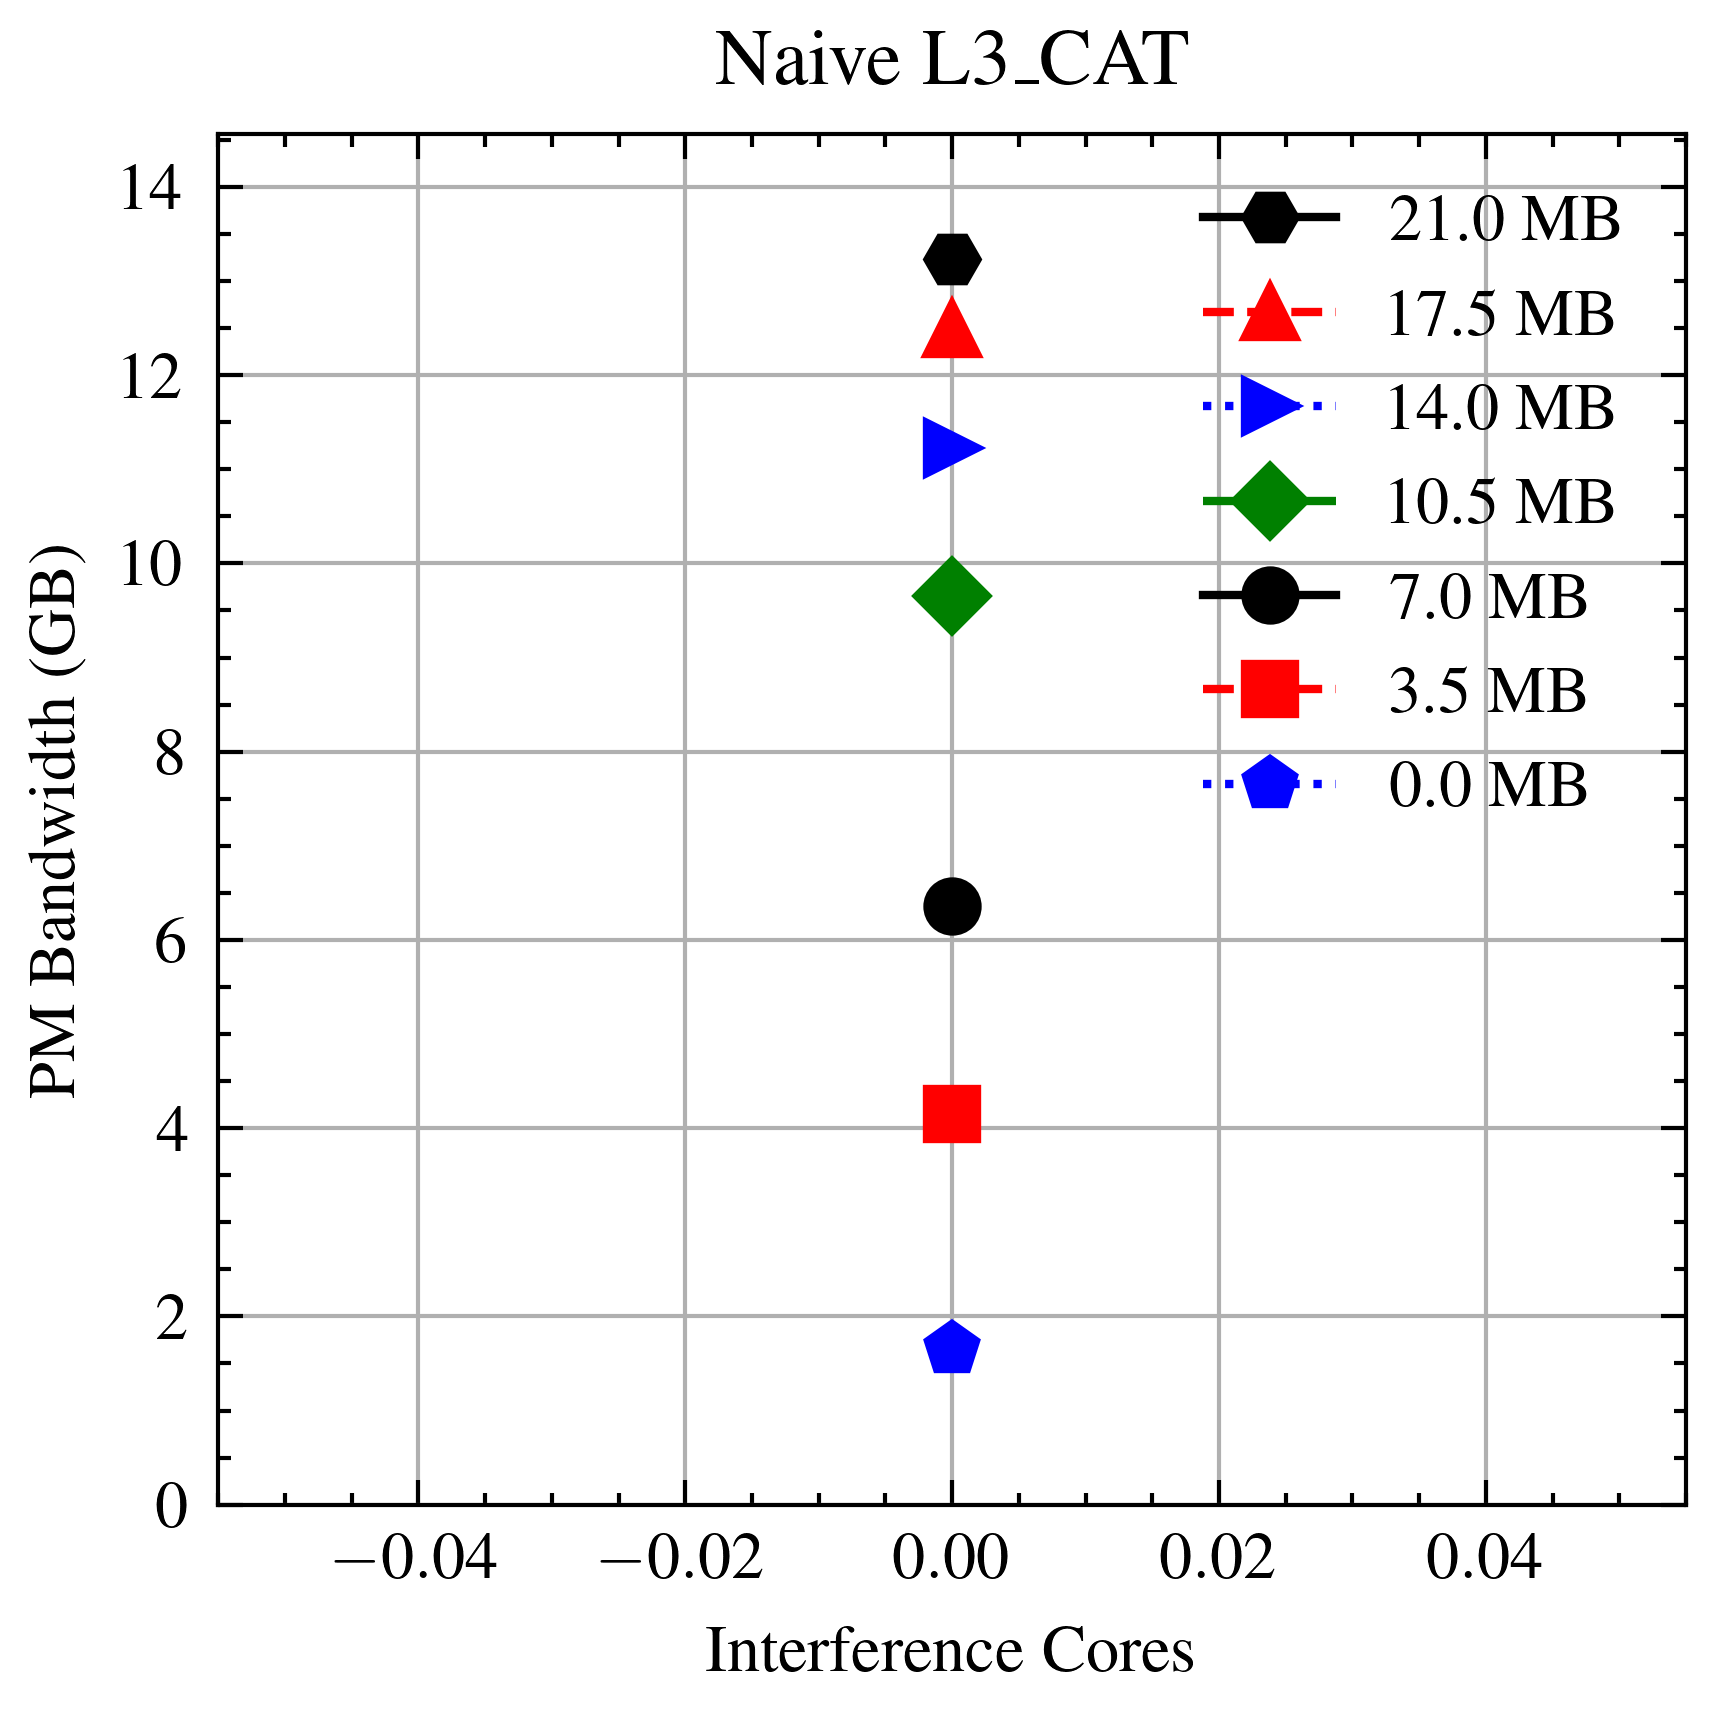 Naive L3_CAT
14
12
10
8
6
4
2
0
PM Bandwidth (GB)
21.0 MB
17.5 MB
14.0 MB
10.5 MB
7.0 MB
3.5 MB
0.0 MB
−0.04 −0.02 0.00 0.02 0.04
Interference Cores